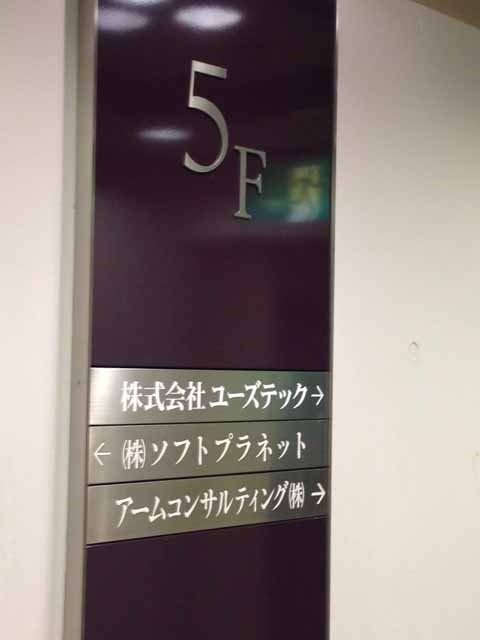 5F
株式会社ユーズテック→
←㈱ソフトプラネット
アームコンサルティング㈱→